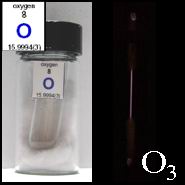 oxygen
8
O
15.9994(3)
oxygen
8
O
15.9994(3)
O₃